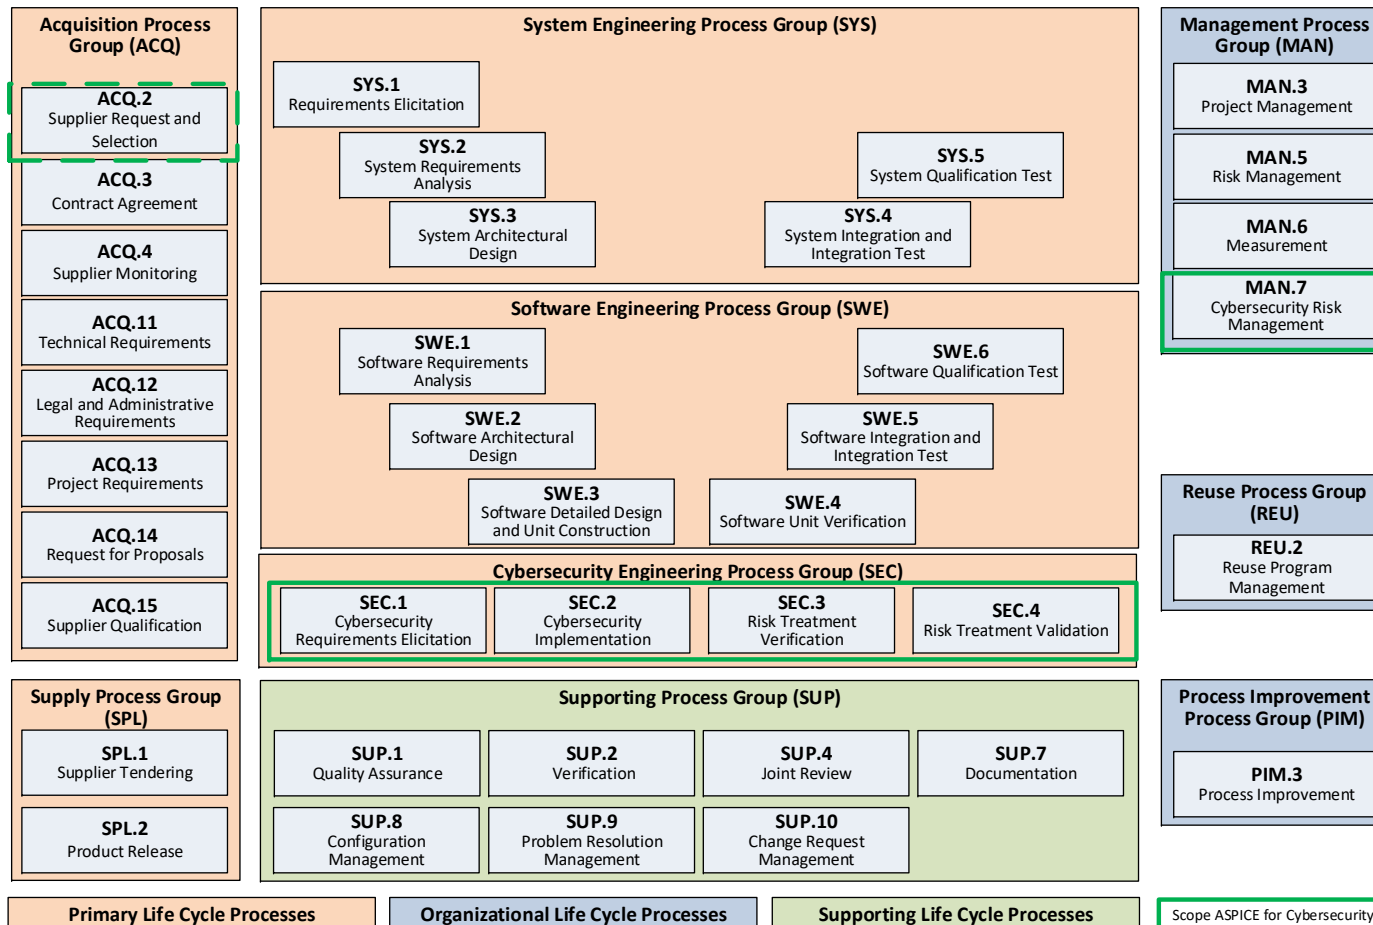 Acquisition Process
Group (ACQ)
ACQ.2
Supplier Request and
Selection
ACQ.3
Contract Agreement
ACQ.4
Supplier Monitoring
ACQ.11
Technical Requirements
ACQ.12
Legal and Administrative
Requirements
ACQ.13
Project Requirements
ACQ.14
Request for Proposals
ACQ.15
Supplier Qualification
System Engineering Process Group (SYS)
SYS.1
Requirements Elicitation
SYS.2
System Requirements
Analysis
SYS.3
System Architectural
Design
SYS.5
System Qualification Test
SYS.4
System Integration and
Integration Test
Software Engineering Process Group (SWE)
SWE.1
Software Requirements
Analysis
SWE.2
Software Architectural
Design
SWE.3
Software Detailed Design
and Unit Construction
SWE.6
Software Qualification Test
SWE.5
Software Integration and
Integration Test
SWE.4
Software Unit Verification
Cybersecurity Engineering Process Group (SEC)
SEC.1
Cybersecurity
Requirements Elicitation
SEC.2
Cybersecurity
Implementation
SEC.3
Risk Treatment
Verification
SEC.4
Risk Treatment Validation
Management Process
Group (MAN)
MAN.3
Project Management
MAN.5
Risk Management
MAN.6
Measurement
MAN.7
Cybersecurity Risk
Management
Reuse Process Group
(REU)
REU.2
Reuse Program
Management
Supply Process Group
(SPL)
SPL.1
Supplier Tendering
SPL.2
Product Release
Supporting Process Group (SUP)
SUP.1
Quality Assurance
SUP.2
Verification
SUP.4
Joint Review
SUP.7
Documentation
SUP.8
Configuration
Management
SUP.9
Problem Resolution
Management
SUP.10
Change Request
Management
Process Improvement
Process Group (PIM)
PIM.3
Process Improvement
Primary Life Cycle Processes
Organizational Life Cycle Processes
Supporting Life Cycle Processes
Scope ASPICE for Cybersecurity